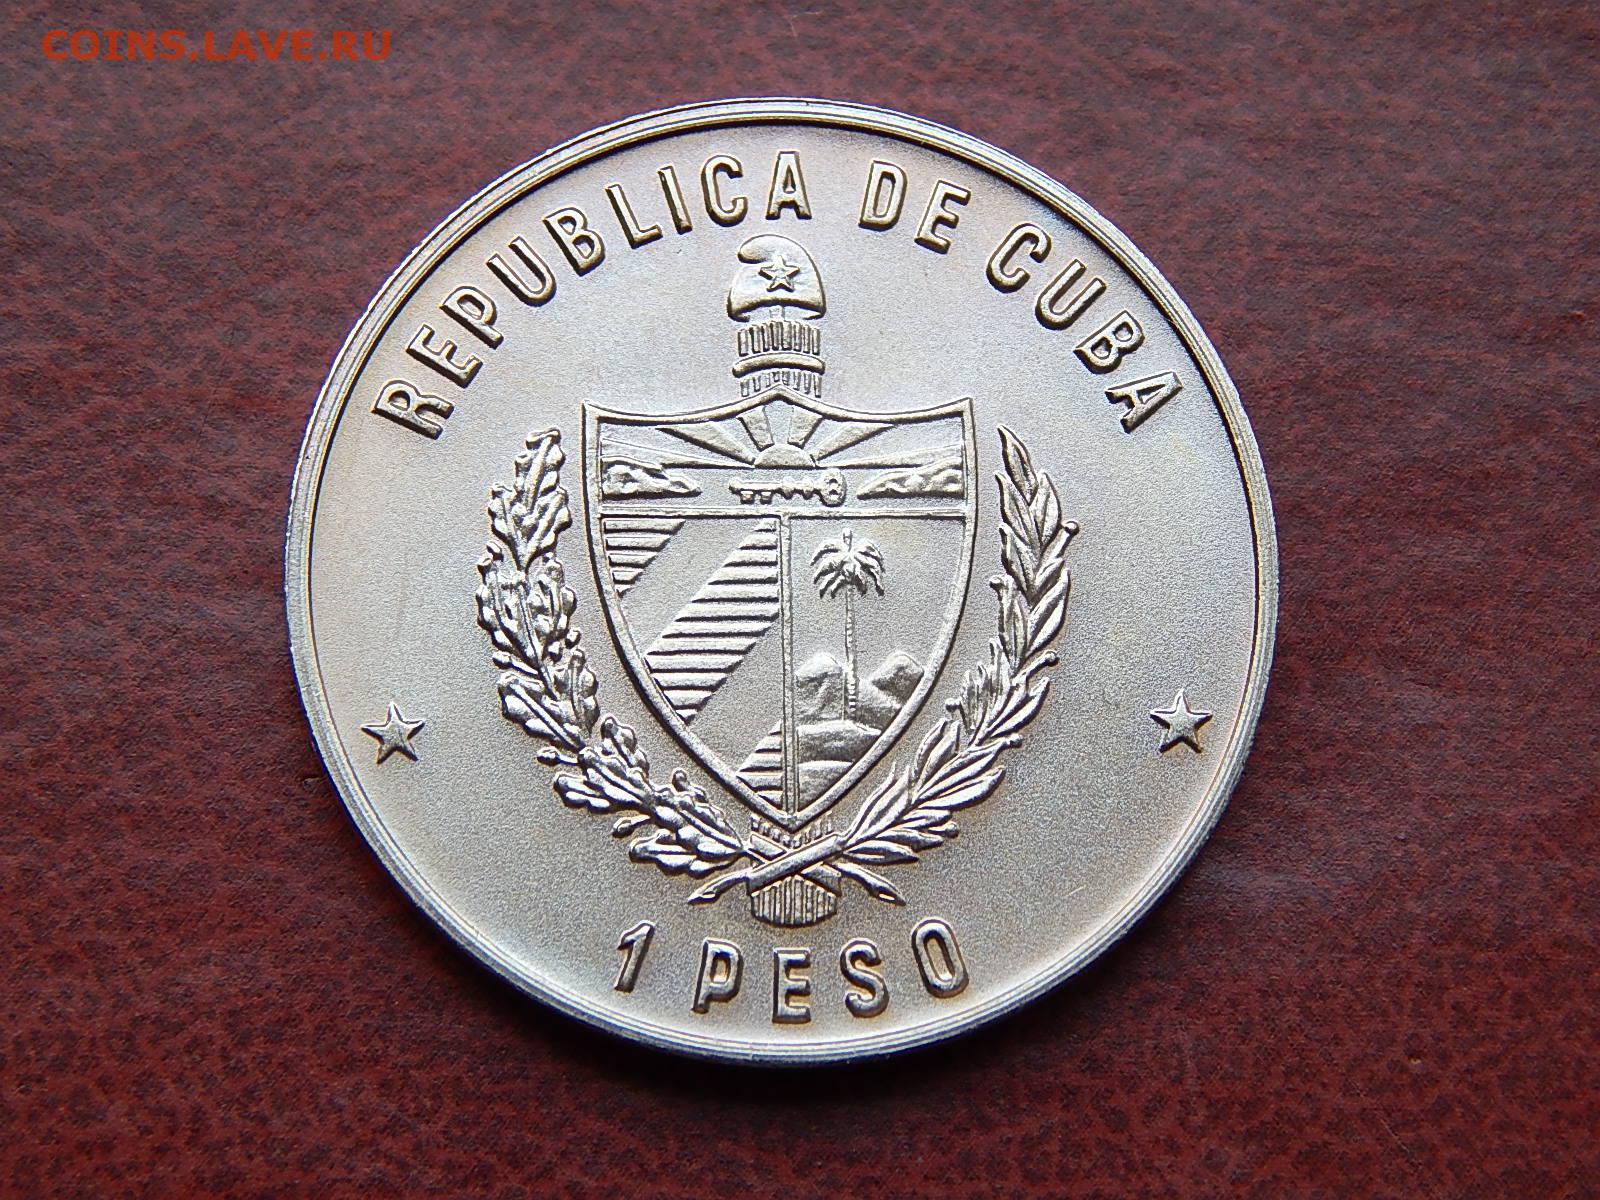 COINS.LAVE.RU
REPUBLICA DE CUBA
1 PESO